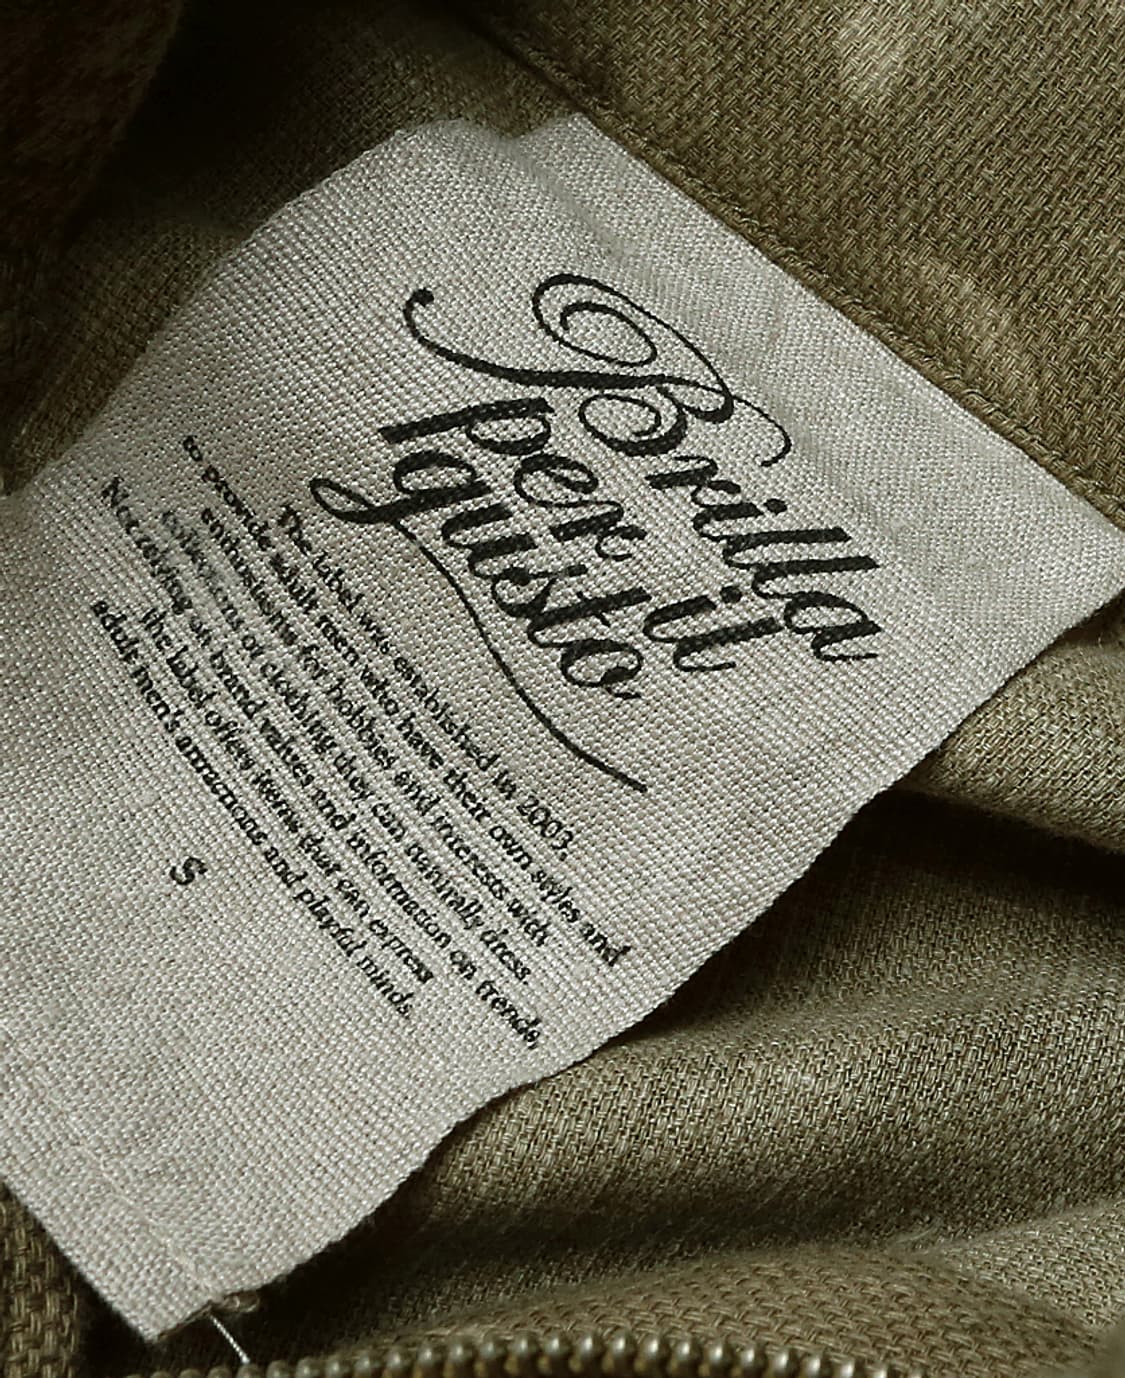 Brilla
per il
gusto
The label was established in 2003,
to provide adult men who have their own styles and
enthusiasms for hobbies and interests with
collections of clothing they can naturally dress.
Not relying on brand values and information on trends,
the label offers items that can express
adult men's attractions and playful minds.
S